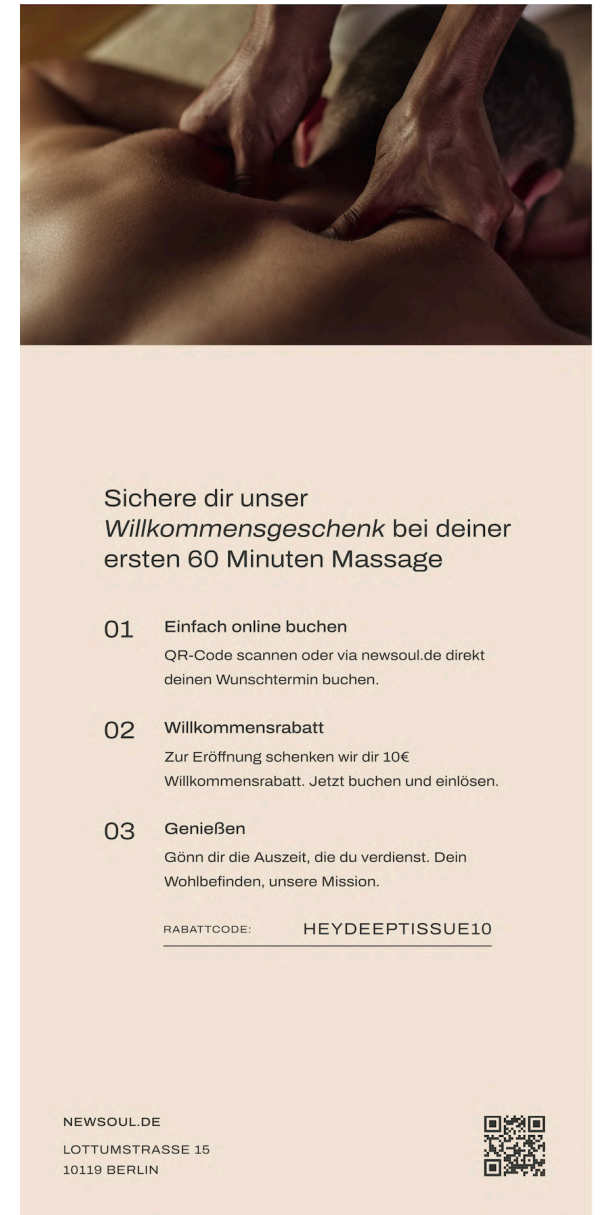 Sichere dir unser
Willkommensgeschenk bei deiner
ersten 60 Minuten Massage
01 Einfach online buchen
QR-Code scannen oder via newsoul.de direkt
deinen Wunschtermin buchen.
02 Willkommensrabatt
Zur Eröffnung schenken wir dir 10€
Willkommensrabatt. Jetzt buchen und einlösen.
03 Genießen
Gönn dir die Auszeit, die du verdienst. Dein
Wohlbefinden, unsere Mission.
RABATTCODE: HEYDEEPTISSUE10
NEWSOUL.DE
LOTTUMSTRASSE 15
10119 BERLIN